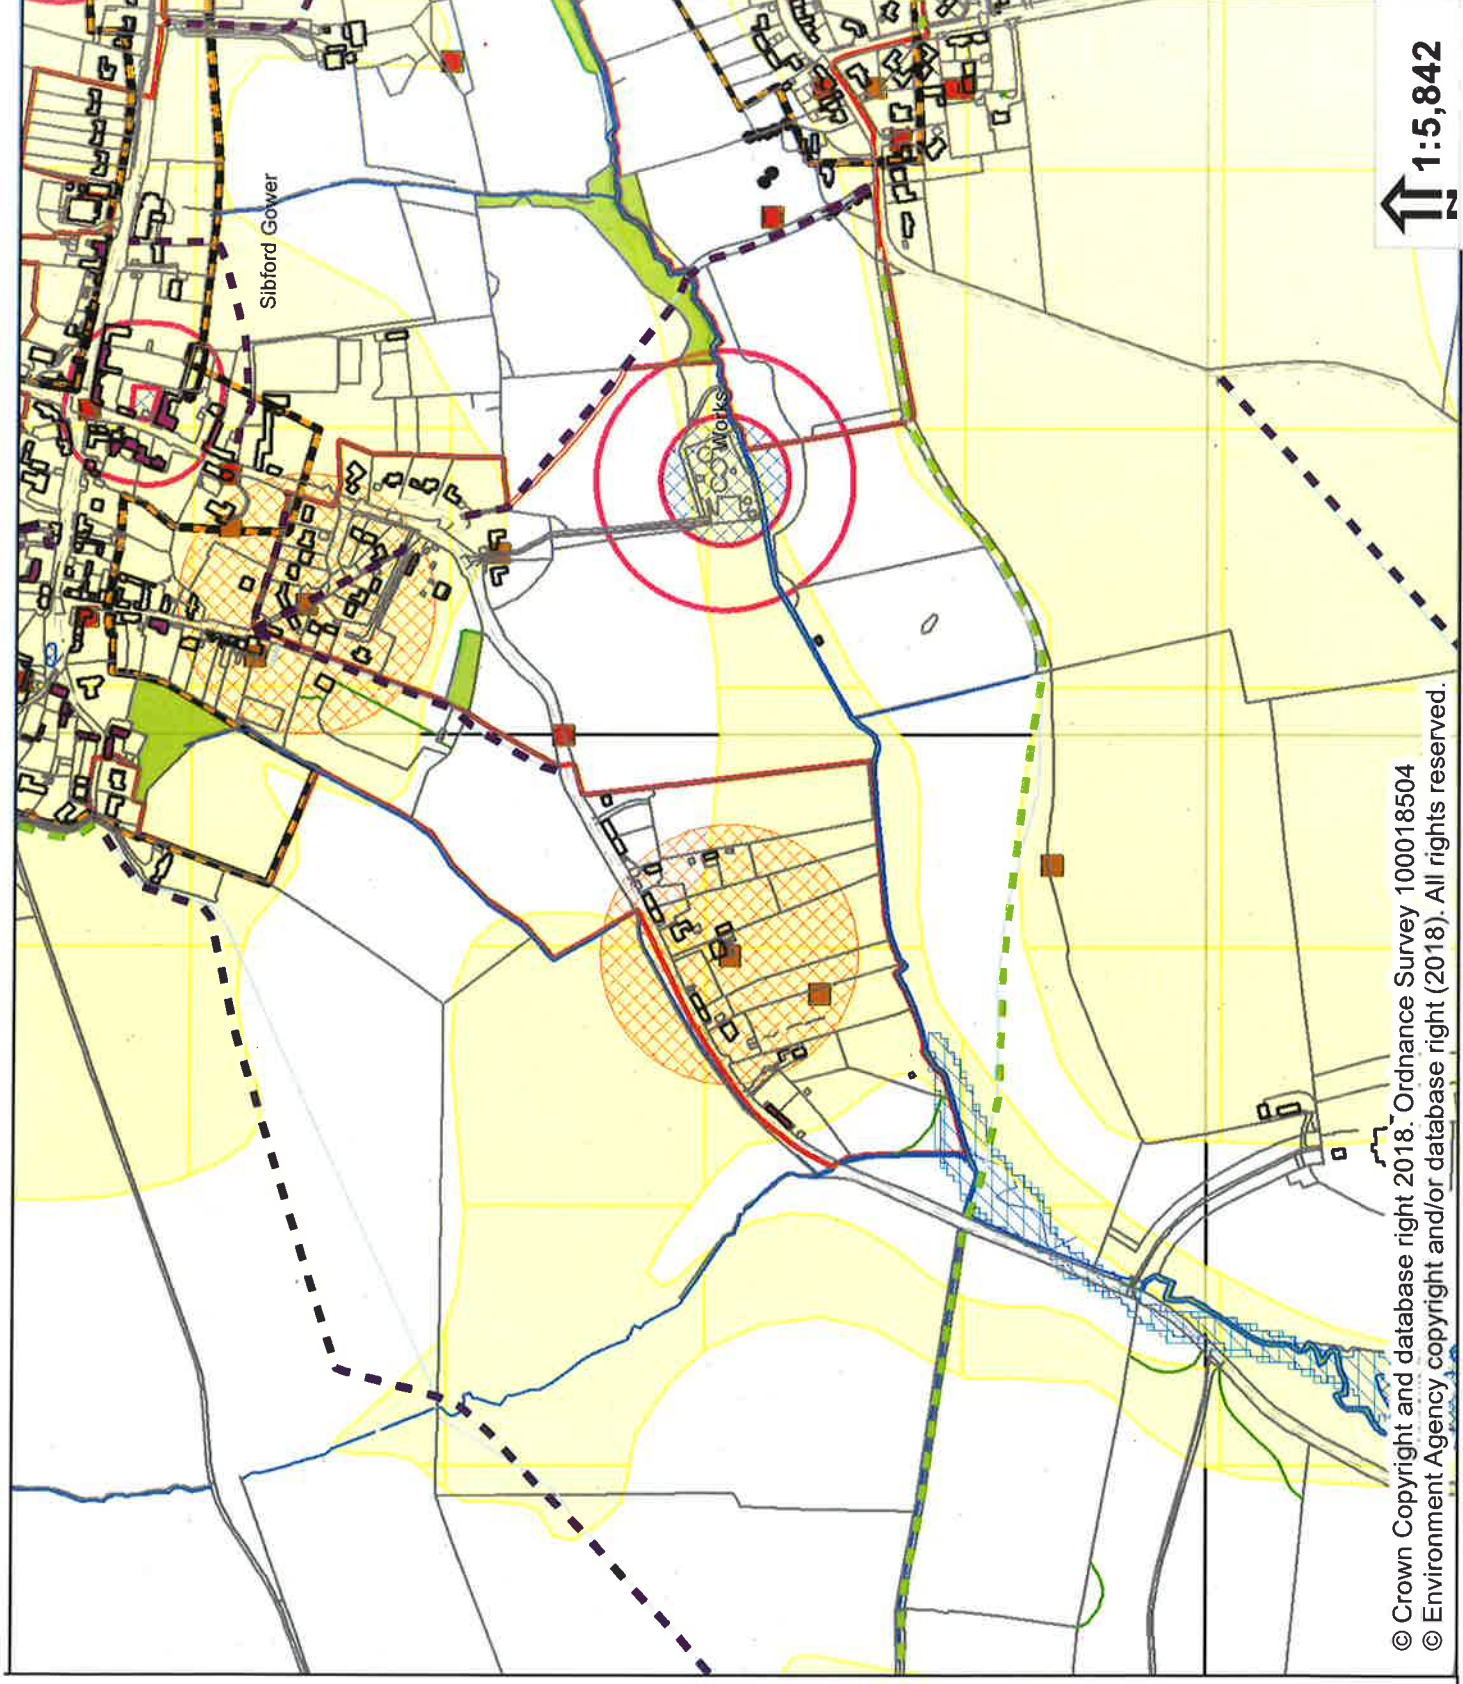 Sibford Gower
Works
1:5,842
N
© Crown Copyright and database right 2018. Ordnance Survey 100018504
© Environment Agency copyright and/or database right (2018). All rights reserved.